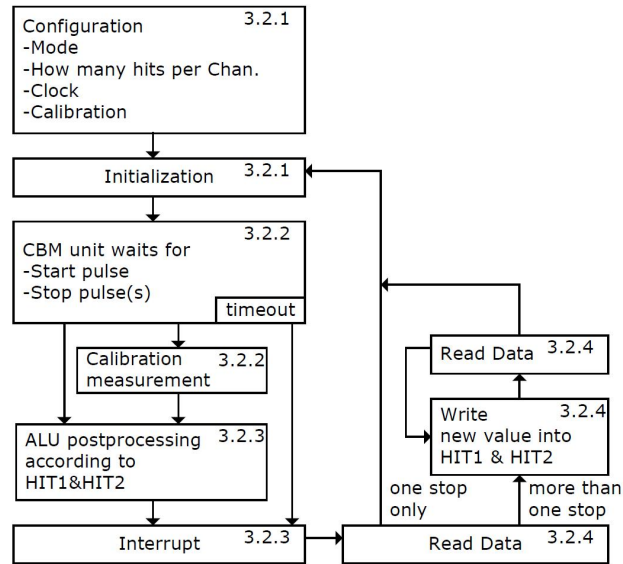 Configuration 3.2.1
-Mode
-How many hits per Chan.
-Clock
-Calibration
Initialization 3.2.1
3.2.2
CBM unit waits for
-Start pulse
-Stop pulse(s)
timeout
Calibration 3.2.2
measurement
ALU postprocessing 3.2.3
according to
HIT1&HIT2
Interrupt 3.2.3
Read Data 3.2.4
one stop
only
more than
one stop
Write 3.2.4
new value into
HIT1 & HIT2
Read Data 3.2.4